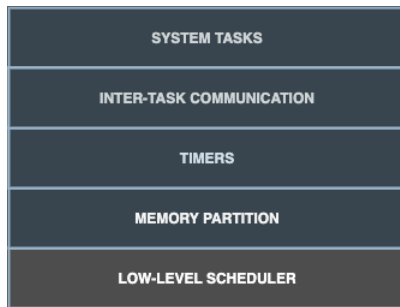 SYSTEM TASKS
INTER-TASK COMMUNICATION
TIMERS
MEMORY PARTITION
LOW-LEVEL SCHEDULER